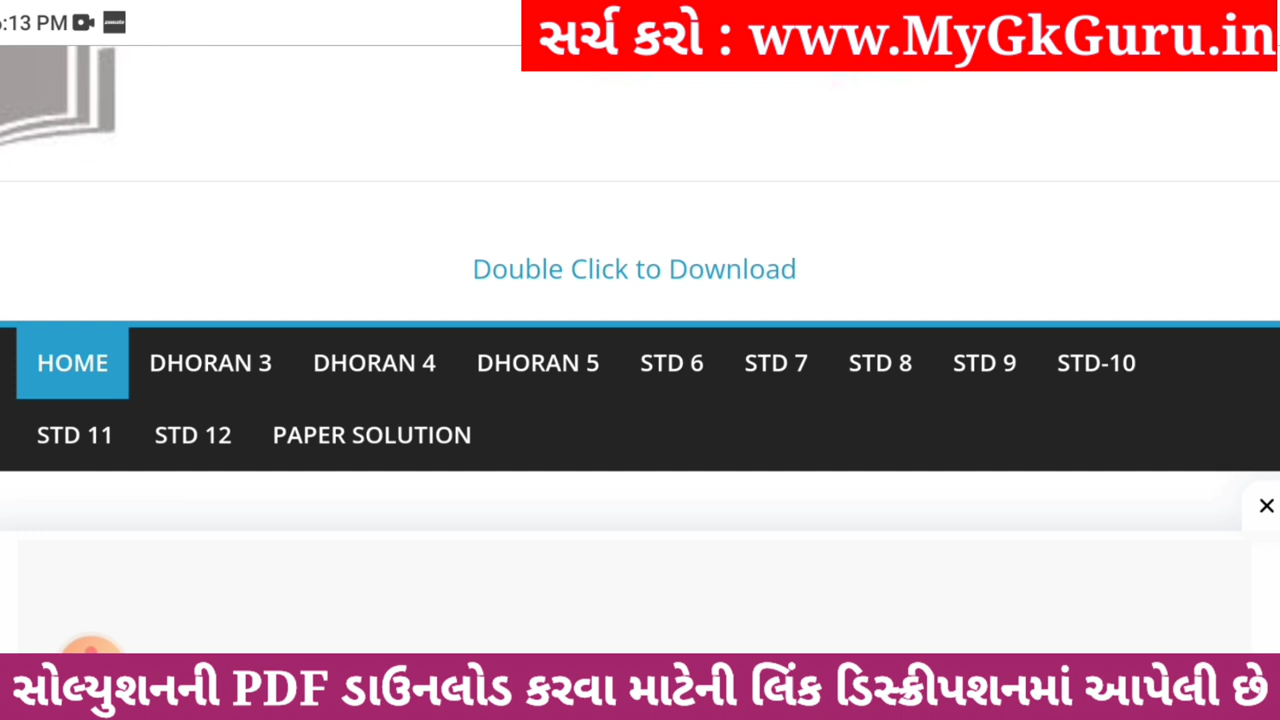 :13 PM
સર્ચ કરો : www.MyGkGuru.in
Double Click to Download
HOME DHORAN 3 DHORAN 4 DHORAN 5 STD 6 STD 7 STD 8 STD 9 STD-10
STD 11 STD 12 PAPER SOLUTION
સોલ્યુશનની PDF ડાઉનલોડ કરવા માટેની લિંક ડિસ્ક્રીપશનમાં આપેલી છે